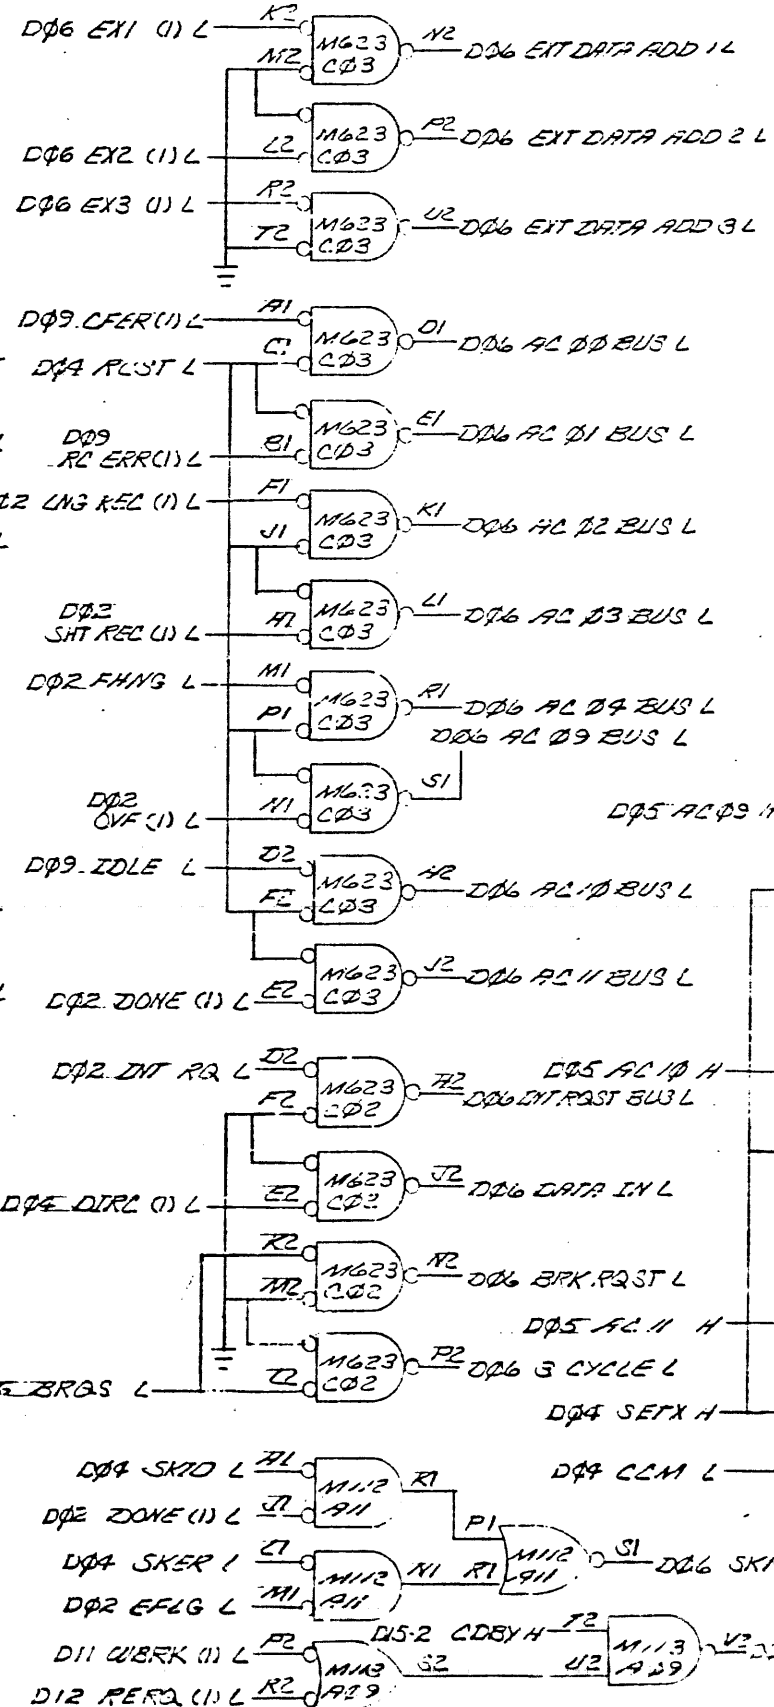 K2
DØ6 EX1 (1) L
M623
CØ3
N2
DØ6 EXT DATA ADD 1 L
M2
M623
CØ3
P2
DØ6 EXT DATA ADD 2 L
DØ6 EX2 (1) L
L2
DØ6 EX3 (1) L
R2
M623
CØ3
U2
DØ6 EXT DATA ADD 3 L
T2
DØ9 CFER (1) L
A1
M623
CØ3
D1
DØ6 AC ØØ BUS L
DØ4 RCST L
C1
M623
CØ3
E1
DØ6 AC Ø1 BUS L
DØ9
RC ERR (1) L
B1
Ø2 LNG REC (1) L
F1
M623
CØ3
K1
DØ6 AC Ø2 BUS L
J1
M623
CØ3
L1
DØ6 AC Ø3 BUS L
DØ2
SHT REC (1) L
H1
DØ2 FHNG L
M1
M623
CØ3
R1
DØ6 AC Ø4 BUS L
P1
DØ6 AC Ø9 BUS L
M623
CØ3
S1
DØ2
OVF (1) L
N1
DØ5 AC Ø9 H
DØ9 IDLE L
D2
M623
CØ3
H2
DØ6 AC 1Ø BUS L
F2
M623
CØ3
J2
DØ6 AC 11 BUS L
DØ2 DONE (1) L
E2
DØ2 INT RQ L
D2
M623
CØ2
H2
DØ6 INT RQST BUS L
DØ5 AC 1Ø H
F2
M623
CØ2
J2
DØ6 DATA IN L
DØ4 DIRC (1) L
E2
K2
M623
CØ2
N2
DØ6 BRK RQST L
M2
DØ5 AC 11 H
M623
CØ2
P2
DØ6 3 CYCLE L
BRQS L
DØ4 SETX H
DØ4 SKTO L
A1
M112
A11
R1
DØ4 CCM L
DØ2 DONE (1) L
J1
P1
M112
A11
S1
DØ6 SK
DØ4 SKER L
L1
M112
A11
N1
R1
DØ2 EFLG L
M1
D15-2 CDBY H
T2
M113
AØ9
V2
D11 WBRK (1) L
P2
M113
AØ9
S2
U2
D12 RERQ (1) L
R2